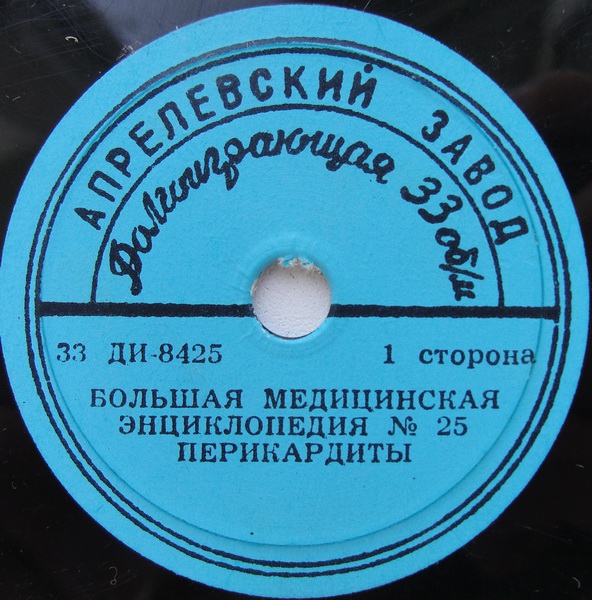 АПРЕЛЕВСКИЙ ЗАВОД
Долгоиграющая 33 об/м
33 ДИ-8425 1 сторона
БОЛЬШАЯ МЕДИЦИНСКАЯ
ЭНЦИКЛОПЕДИЯ № 25
ПЕРИКАРДИТЫ